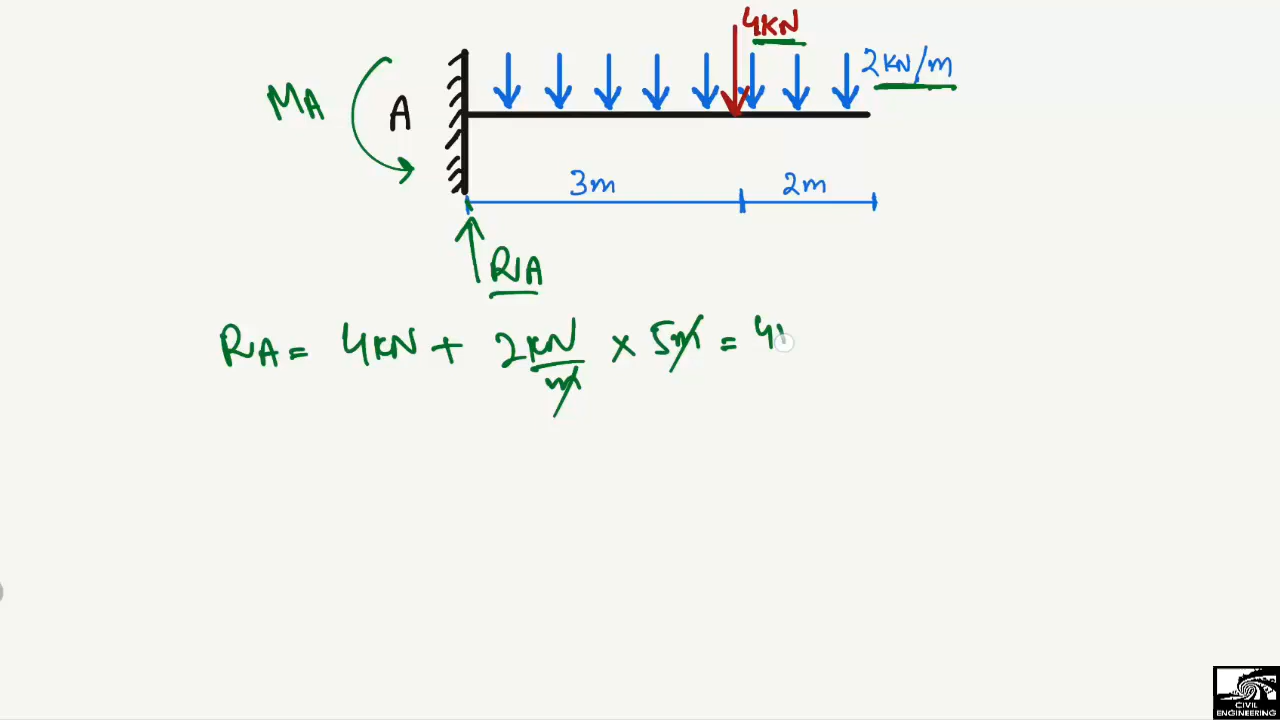 4KN
2KN/m
MA
A
3m
2m
RA
RA = 4KN + 2KN/m × 5m = 4
CIVIL
ENGINEERING